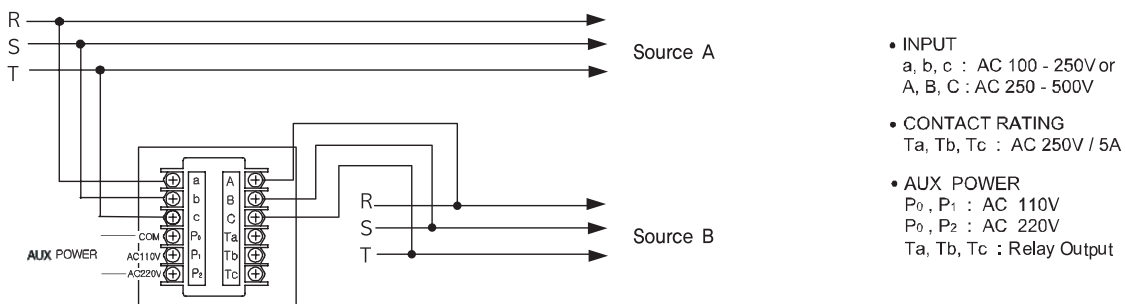 R
S
T
Source A
a
b
c
P₀
P₁
P₂
A
B
C
Ta
Tb
Tc
COM
AC110V
AC220V
AUX POWER
R
S
T
Source B
• INPUT
a, b, c : AC 100 - 250V or
A, B, C : AC 250 - 500V
• CONTACT RATING
Ta, Tb, Tc : AC 250V / 5A
• AUX POWER
P₀ , P₁ : AC 110V
P₀ , P₂ : AC 220V
Ta, Tb, Tc : Relay Output